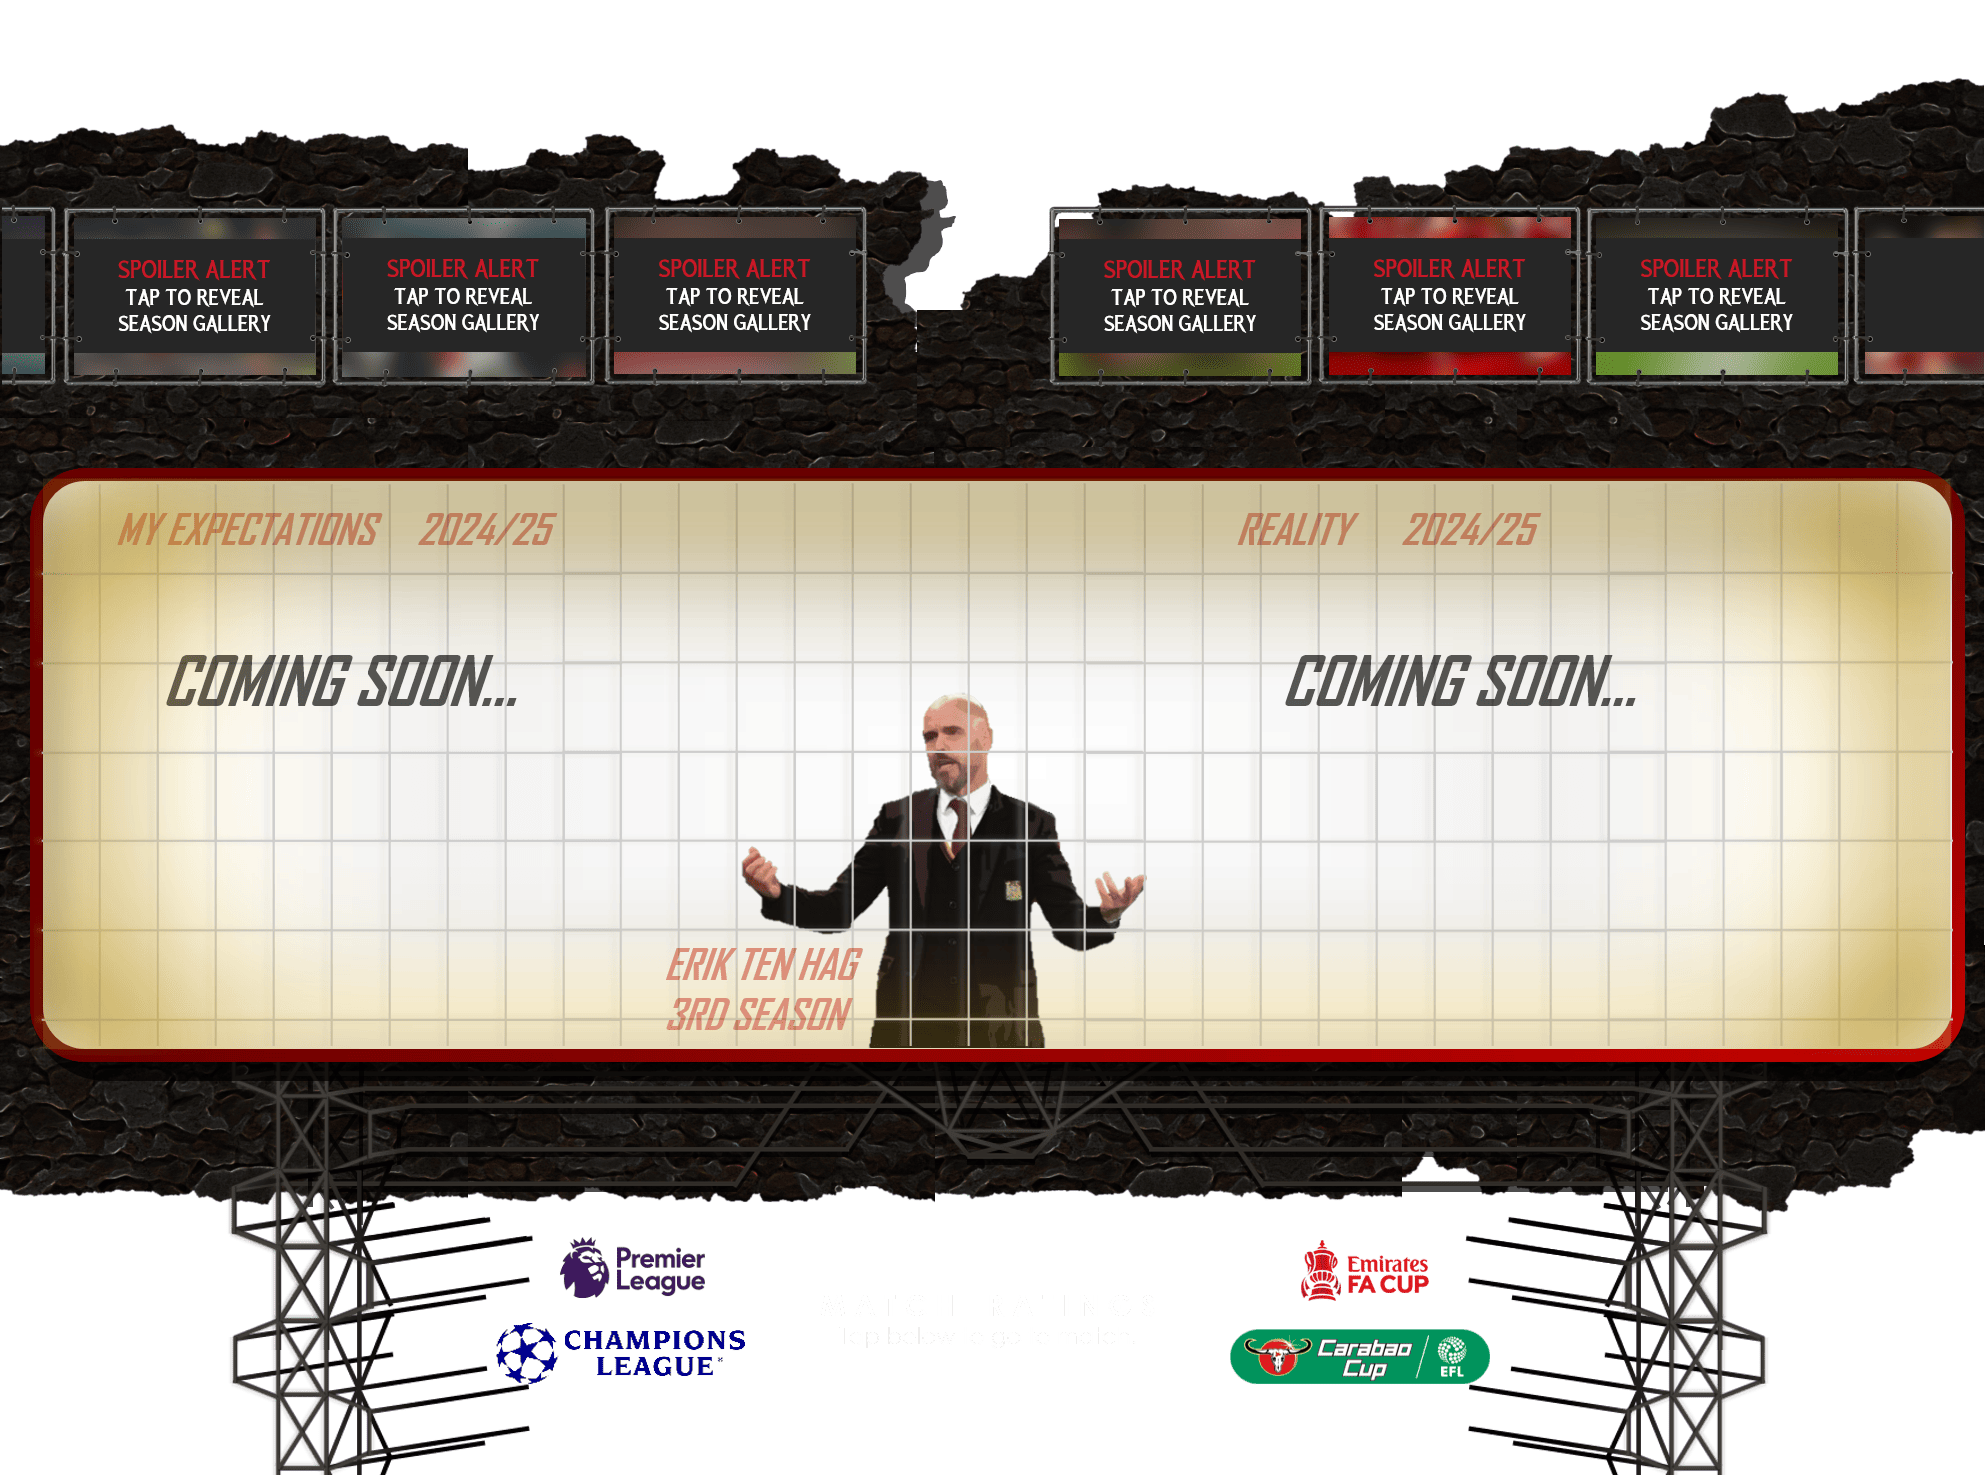 SPOILER ALERT
TAP TO REVEAL
SEASON GALLERY
SPOILER ALERT
TAP TO REVEAL
SEASON GALLERY
SPOILER ALERT
TAP TO REVEAL
SEASON GALLERY
SPOILER ALERT
TAP TO REVEAL
SEASON GALLERY
SPOILER ALERT
TAP TO REVEAL
SEASON GALLERY
SPOILER ALERT
TAP TO REVEAL
SEASON GALLERY
MY EXPECTATIONS 2024/25
REALITY 2024/25
COMING SOON...
COMING SOON...
ERIK TEN HAG
3RD SEASON
Premier
League
CHAMPIONS
LEAGUE
Emirates
FA CUP
Carabao
Cup
EFL